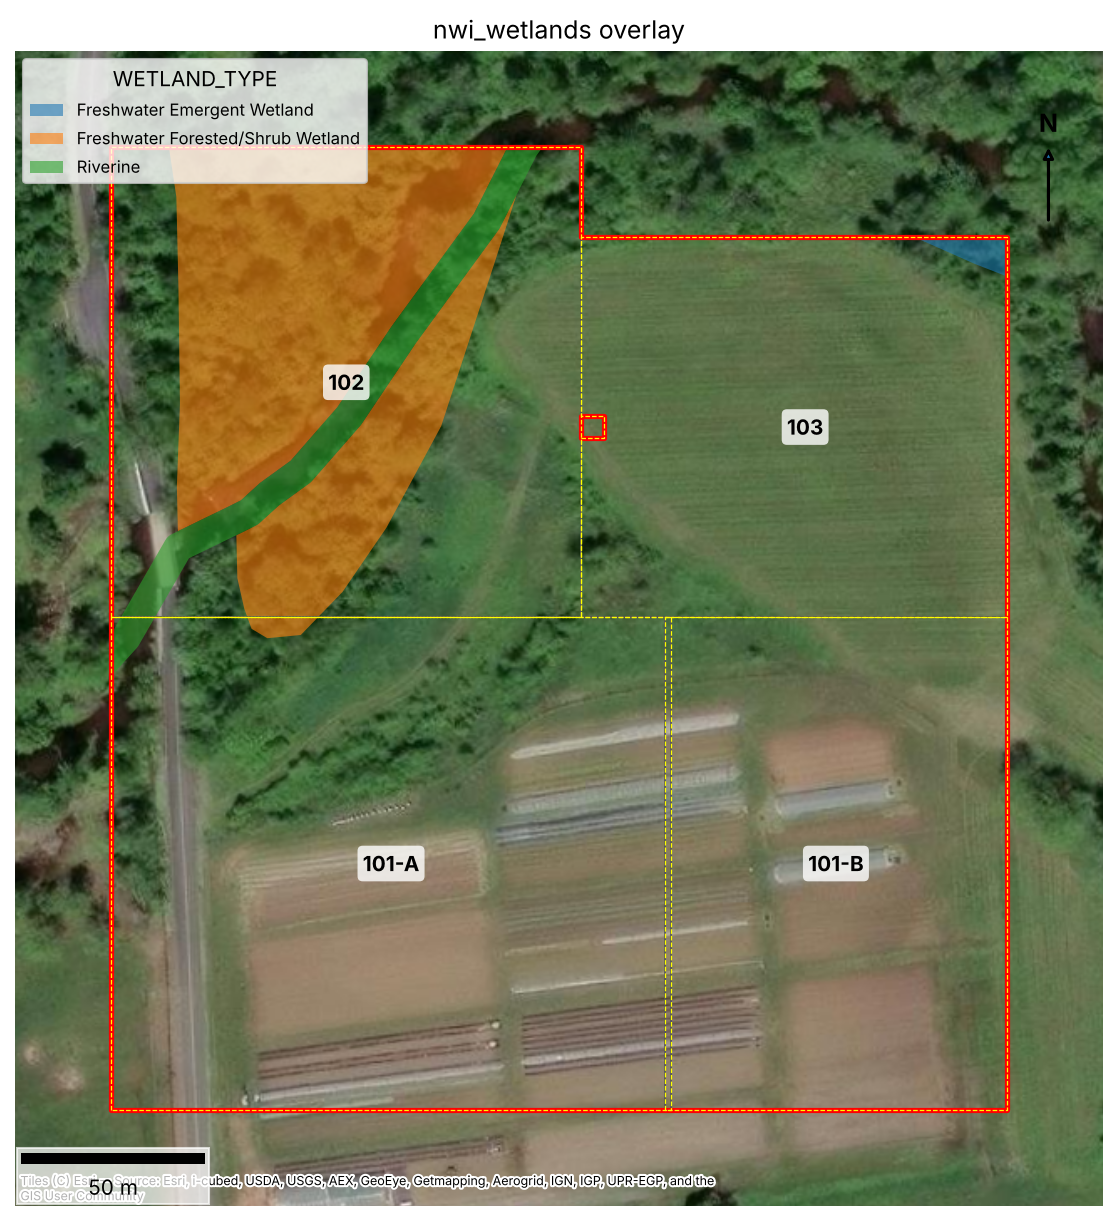 nwi_wetlands overlay
WETLAND_TYPE
Freshwater Emergent Wetland
Freshwater Forested/Shrub Wetland
Riverine
N
102
103
101-A
101-B
50 m
Tiles (C) Esri -- Source: Esri, i-cubed, USDA, USGS, AEX, GeoEye, Getmapping, Aerogrid, IGN, IGP, UPR-EGP, and the
GIS User Community